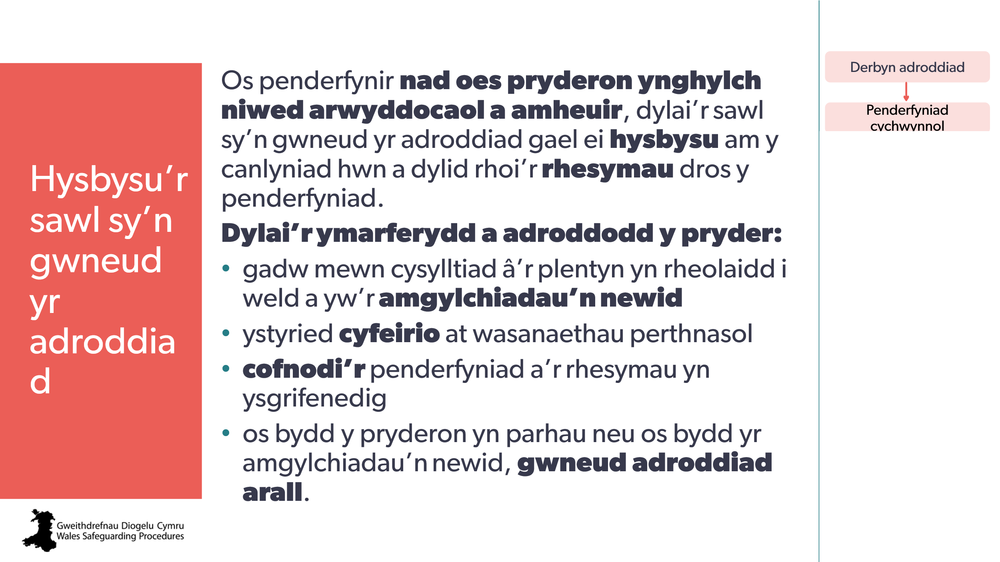 Hysbysu'r
sawl sy'n
gwneud
yr
adroddia
d
Os penderfynir nad oes pryderon ynghylch
niwed arwyddocaol a amheuir, dylai'r sawl
sy'n gwneud yr adroddiad gael ei hysbysu am y
canlyniad hwn a dylid rhoi'r rhesymau dros y
penderfyniad.
Dylai'r ymarferydd a adroddodd y pryder:
• gadw mewn cysylltiad â'r plentyn yn rheolaidd i
weld a yw'r amgylchiadau'n newid
• ystyried cyfeirio at wasanaethau perthnasol
• cofnodi'r penderfyniad a'r rhesymau yn
ysgrifenedig
• os bydd y pryderon yn parhau neu os bydd yr
amgylchiadau'n newid, gwneud adroddiad
arall.
Derbyn adroddiad
Penderfyniad
cychwynnol
Gweithdrefnau Diogelu Cymru
Wales Safeguarding Procedures